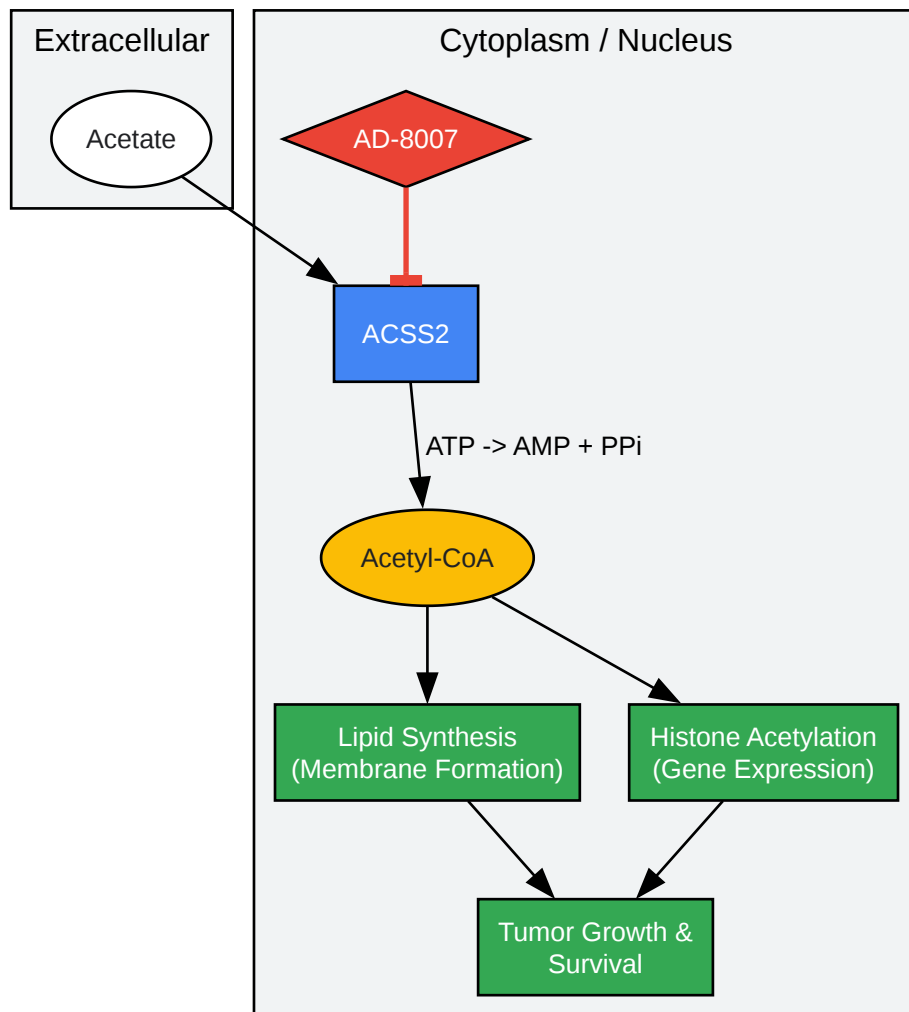 Extracellular
Cytoplasm / Nucleus
Acetate
AD-8007
ACSS2
ATP -> AMP + PPi
Acetyl-CoA
Lipid Synthesis
(Membrane Formation)
Histone Acetylation
(Gene Expression)
Tumor Growth &
Survival